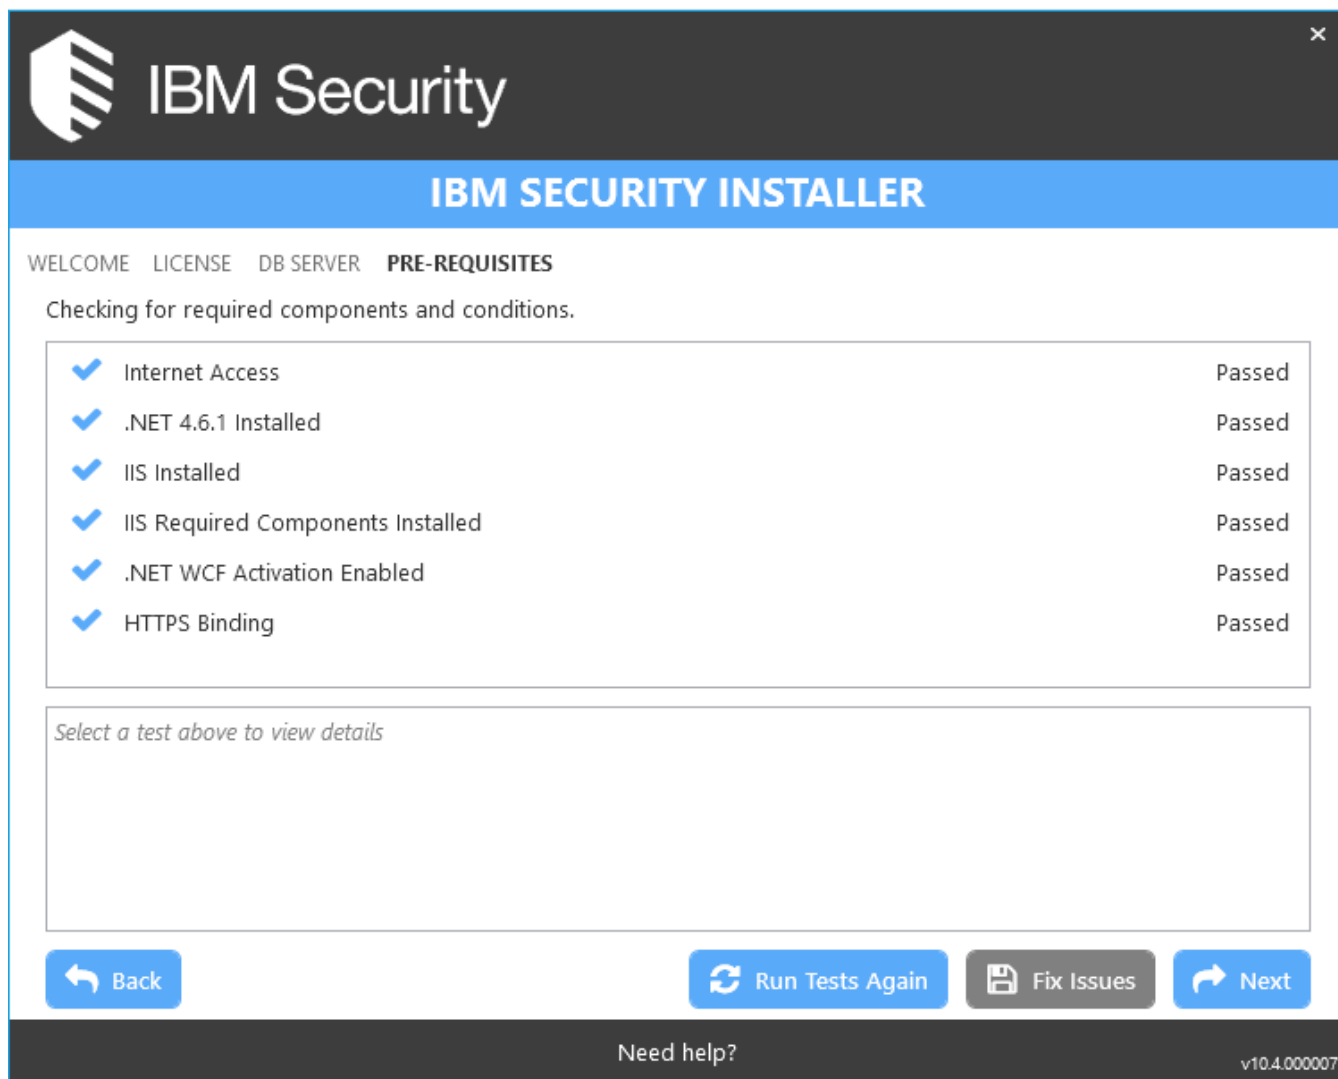 ×
IBM Security
IBM SECURITY INSTALLER
WELCOME LICENSE DB SERVER PRE-REQUISITES
Checking for required components and conditions.
Internet Access Passed
.NET 4.6.1 Installed Passed
IIS Installed Passed
IIS Required Components Installed Passed
.NET WCF Activation Enabled Passed
HTTPS Binding Passed
Select a test above to view details
Back Run Tests Again Fix Issues Next
Need help?
v10.4.000007